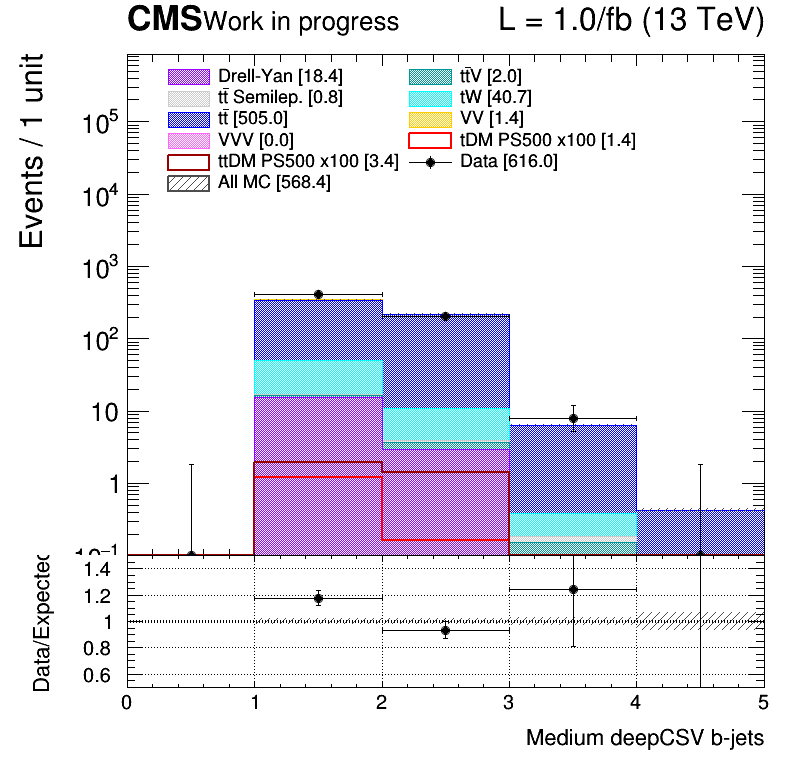 CMS Work in progress L = 1.0/fb (13 TeV)
Events / 1 unit
Drell-Yan [18.4] tt̄V [2.0]
tt̄ Semilep. [0.8] tW [40.7]
tt̄ [505.0] VV [1.4]
VVV [0.0] tDM PS500 x100 [1.4]
ttDM PS500 x100 [3.4] Data [616.0]
All MC [568.4]
10⁵
10⁴
10³
10²
10
1
10⁻¹
Data/Expected
1.4
1.2
1
0.8
0.6
0 1 2 3 4 5
Medium deepCSV b-jets